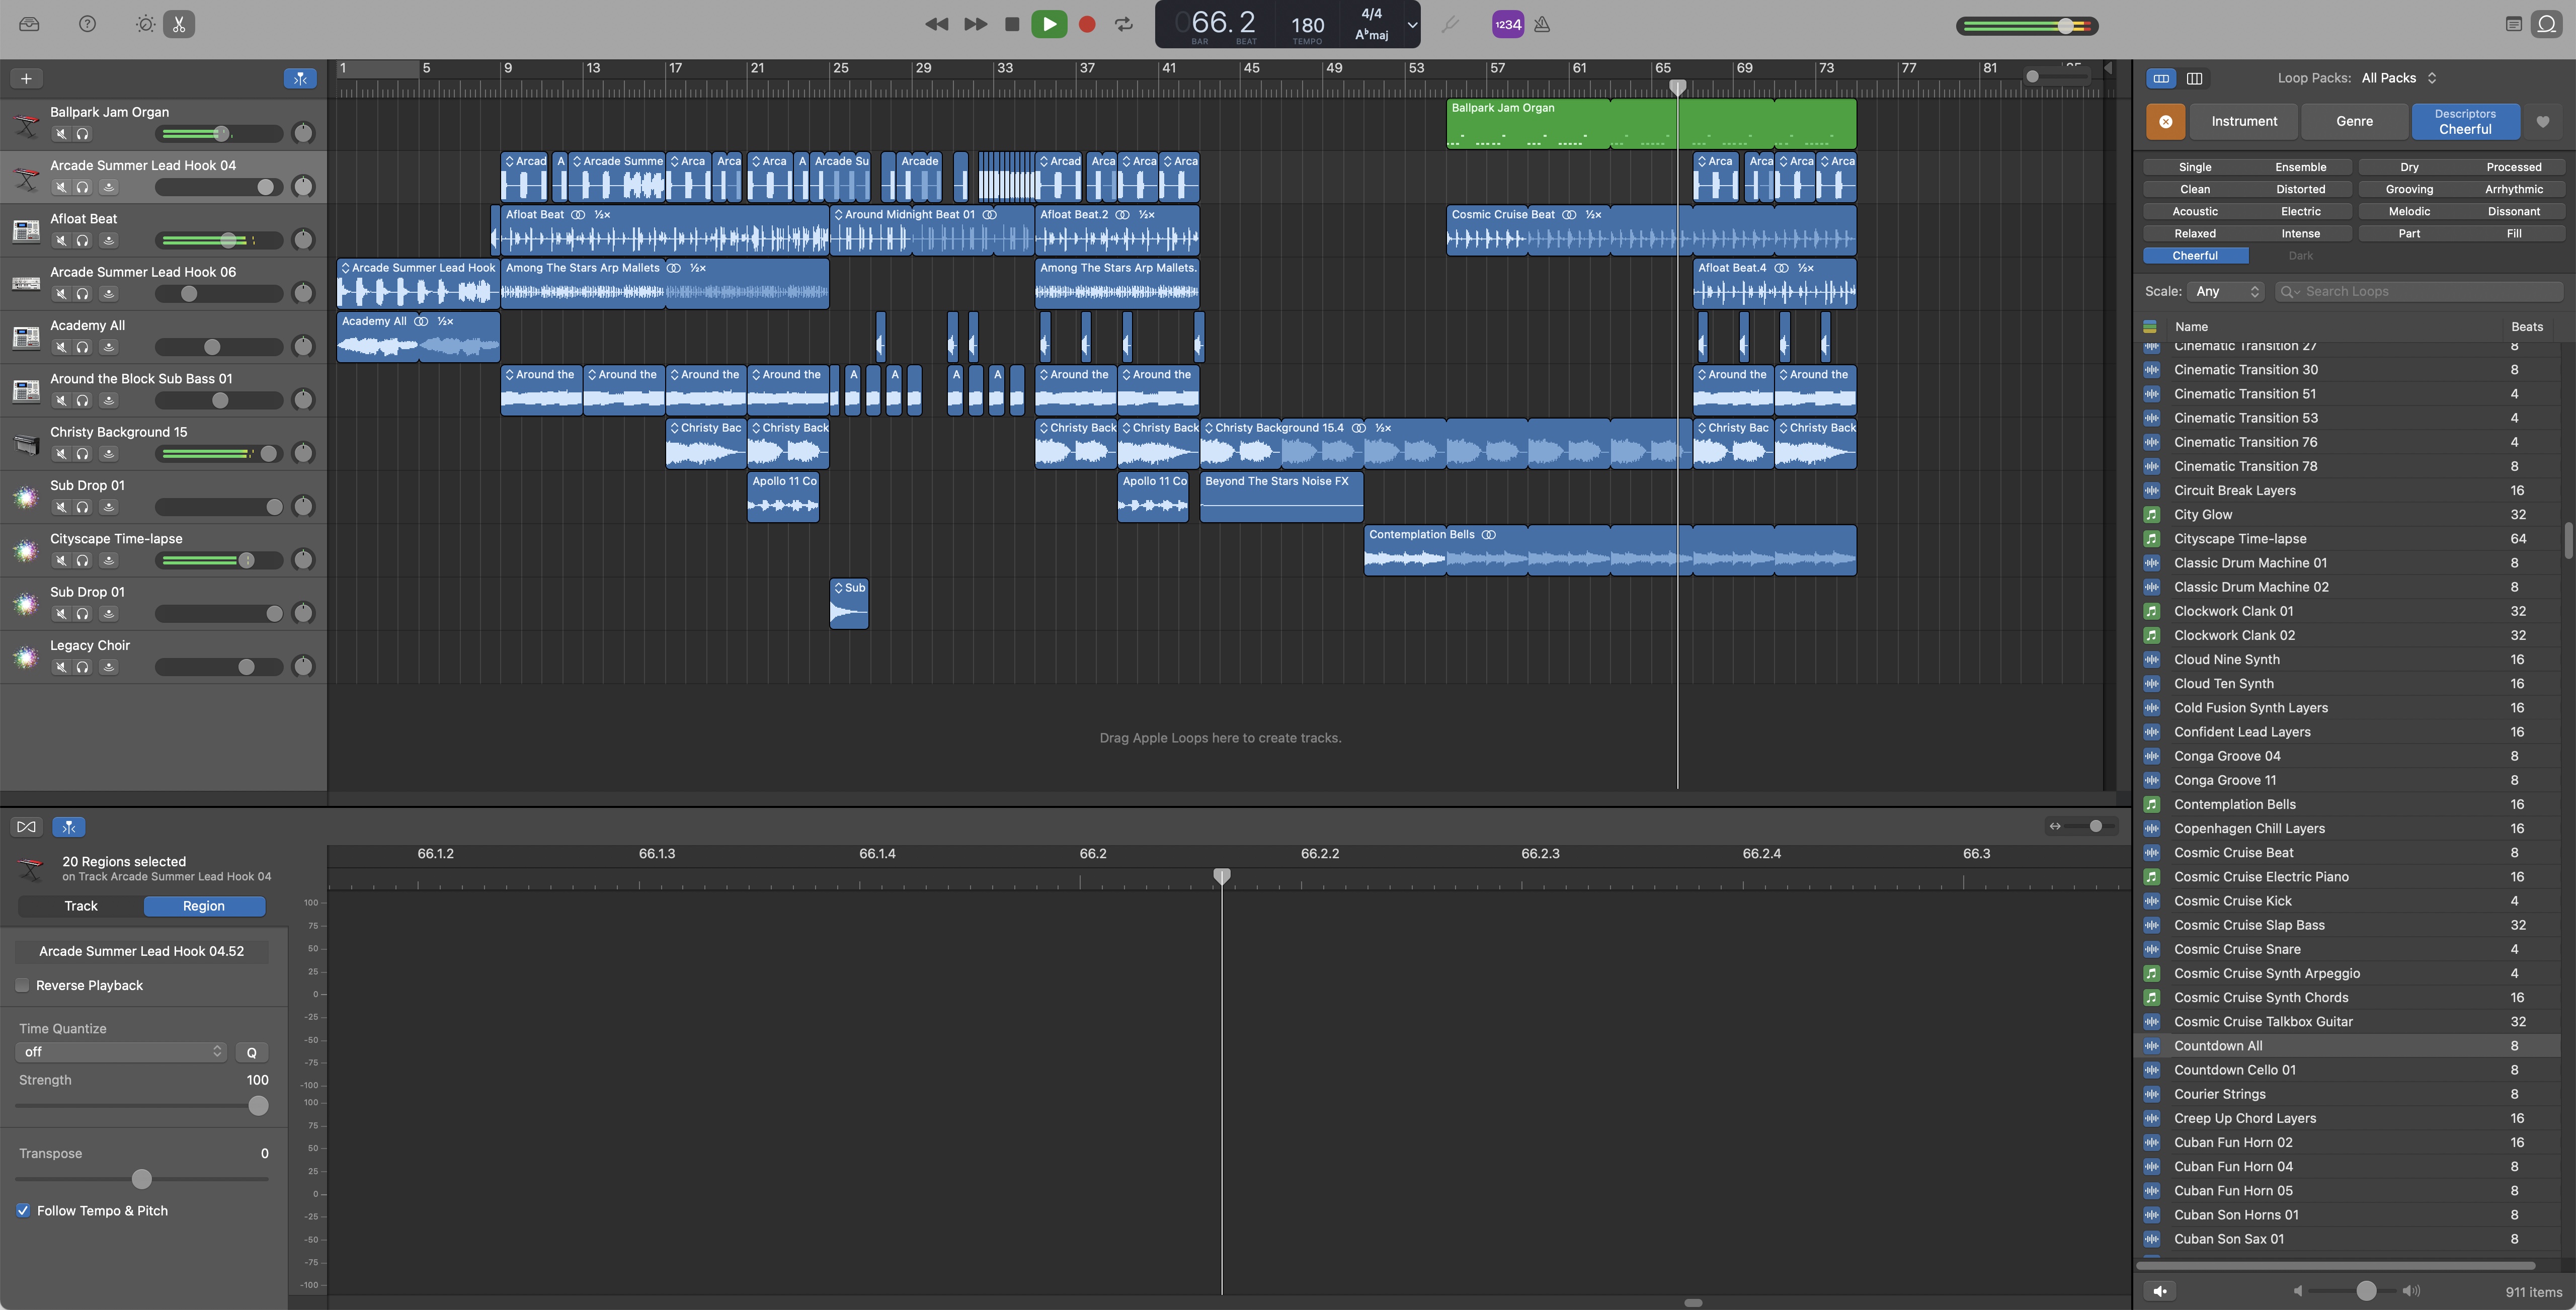 066. 2
BAR
BEAT
180
TEMPO
4/4
A♭maj
1234
1 5 9 13 17 21 25 29 33 37 41 45 49 53 57 61 65 69 73 77 81
Loop Packs: All Packs
Instrument
Genre
Descriptors
Cheerful
Single Ensemble Dry Processed
Clean Distorted Grooving Arrhythmic
Acoustic Electric Melodic Dissonant
Relaxed Intense Part Fill
Cheerful Dark
Scale: Any
Search Loops
Name Beats
Ballpark Jam Organ
Ballpark Jam Organ
Arcade Summer Lead Hook 04
Arcad A Arcade Summe Arca Arca Arca A Arcade Su Arcade Arcad Arca Arca Arca Arca Arca Arca Arca
Afloat Beat
Afloat Beat ½×
Around Midnight Beat 01
Afloat Beat.2 ½×
Cosmic Cruise Beat ½×
Arcade Summer Lead Hook 06
Arcade Summer Lead Hook
Among The Stars Arp Mallets ½×
Among The Stars Arp Mallets.
Afloat Beat.4 ½×
Academy All
Academy All ½×
Around the Block Sub Bass 01
Around the Around the Around the Around the A A A A Around the Around the Around the Around the
Christy Background 15
Christy Bac Christy Back Christy Back Christy Back Christy Background 15.4 ½× Christy Bac Christy Back
Sub Drop 01
Apollo 11 Co
Apollo 11 Co
Beyond The Stars Noise FX
Cityscape Time-lapse
Contemplation Bells
Sub Drop 01
Sub
Legacy Choir
Drag Apple Loops here to create tracks.
Cinematic Transition 27 8
Cinematic Transition 30 8
Cinematic Transition 51 4
Cinematic Transition 53 4
Cinematic Transition 76 4
Cinematic Transition 78 8
Circuit Break Layers 16
City Glow 32
Cityscape Time-lapse 64
Classic Drum Machine 01 8
Classic Drum Machine 02 8
Clockwork Clank 01 32
Clockwork Clank 02 32
Cloud Nine Synth 16
Cloud Ten Synth 16
Cold Fusion Synth Layers 16
Confident Lead Layers 16
Conga Groove 04 8
Conga Groove 11 8
Contemplation Bells 16
Copenhagen Chill Layers 16
Cosmic Cruise Beat 8
Cosmic Cruise Electric Piano 16
Cosmic Cruise Kick 4
Cosmic Cruise Slap Bass 32
Cosmic Cruise Snare 4
Cosmic Cruise Synth Arpeggio 4
Cosmic Cruise Synth Chords 16
Cosmic Cruise Talkbox Guitar 32
Countdown All 8
Countdown Cello 01 8
Courier Strings 8
Creep Up Chord Layers 16
Cuban Fun Horn 02 16
Cuban Fun Horn 04 8
Cuban Fun Horn 05 8
Cuban Son Horns 01 8
Cuban Son Sax 01 8
911 items
20 Regions selected
on Track Arcade Summer Lead Hook 04
Track Region
Arcade Summer Lead Hook 04.52
Reverse Playback
Time Quantize
off Q
Strength 100
Transpose 0
Follow Tempo & Pitch
66.1.2 66.1.3 66.1.4 66.2 66.2.2 66.2.3 66.2.4 66.3
100
75
50
25
0
-25
-50
-75
-100
100
75
50
25
0
-25
-50
-75
-100